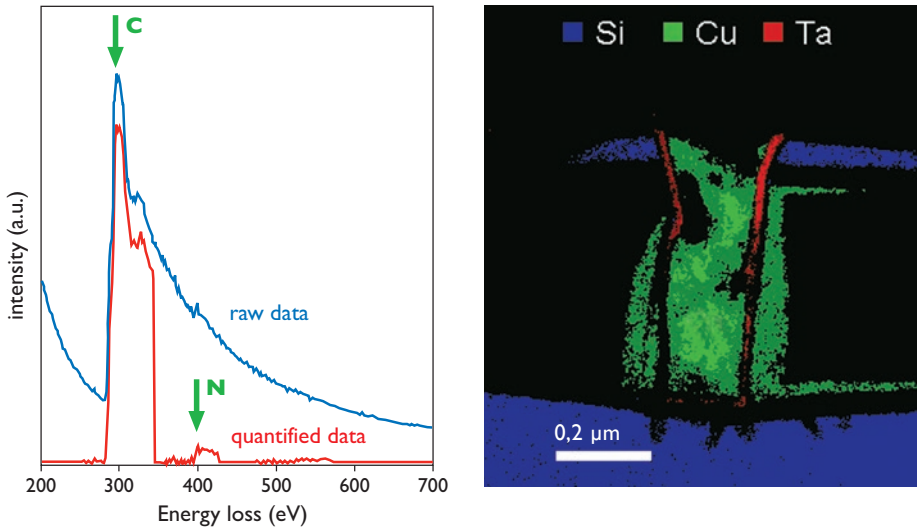 C
N
raw data
quantified data
intensity (a.u.)
200 300 400 500 600 700
Energy loss (eV)
Si Cu Ta
0,2 µm